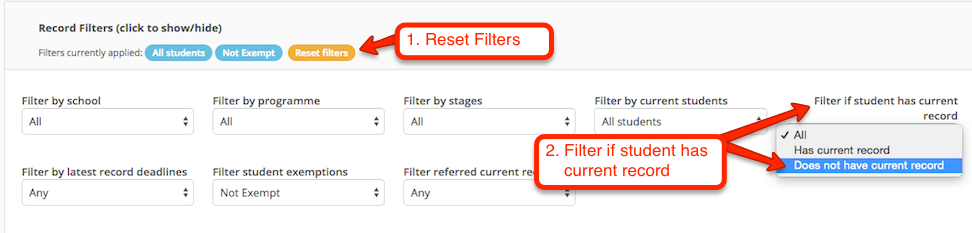 Record Filters (click to show/hide)
Filters currently applied: All students Not Exempt Reset filters
1. Reset Filters
Filter by school
All
Filter by programme
All
Filter by stages
All
Filter by current students
All students
Filter if student has current
record
✓ All
Has current record
Does not have current record
2. Filter if student has
current record
Filter by latest record deadlines
Any
Filter student exemptions
Not Exempt
Filter referred current
Any